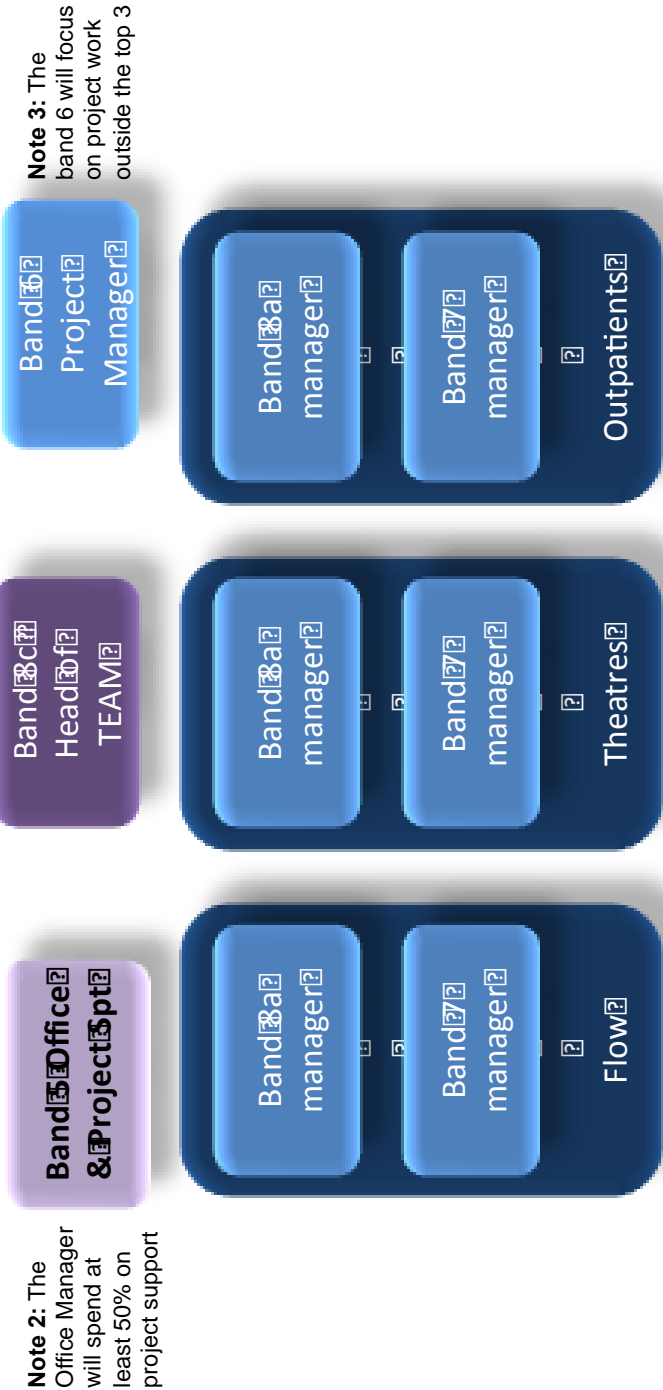 Note 2: The
Office Manager
will spend at
least 50% on
project support
Band 5 Office
& Project Spt
Band 8c
Head of
TEAM
Band 6
Project
Manager
Note 3: The
band 6 will focus
on project work
outside the top 3
Band 8a
manager
Band 7
manager
Flow
Band 8a
manager
Band 7
manager
Theatres
Band 8a
manager
Band 7
manager
Outpatients